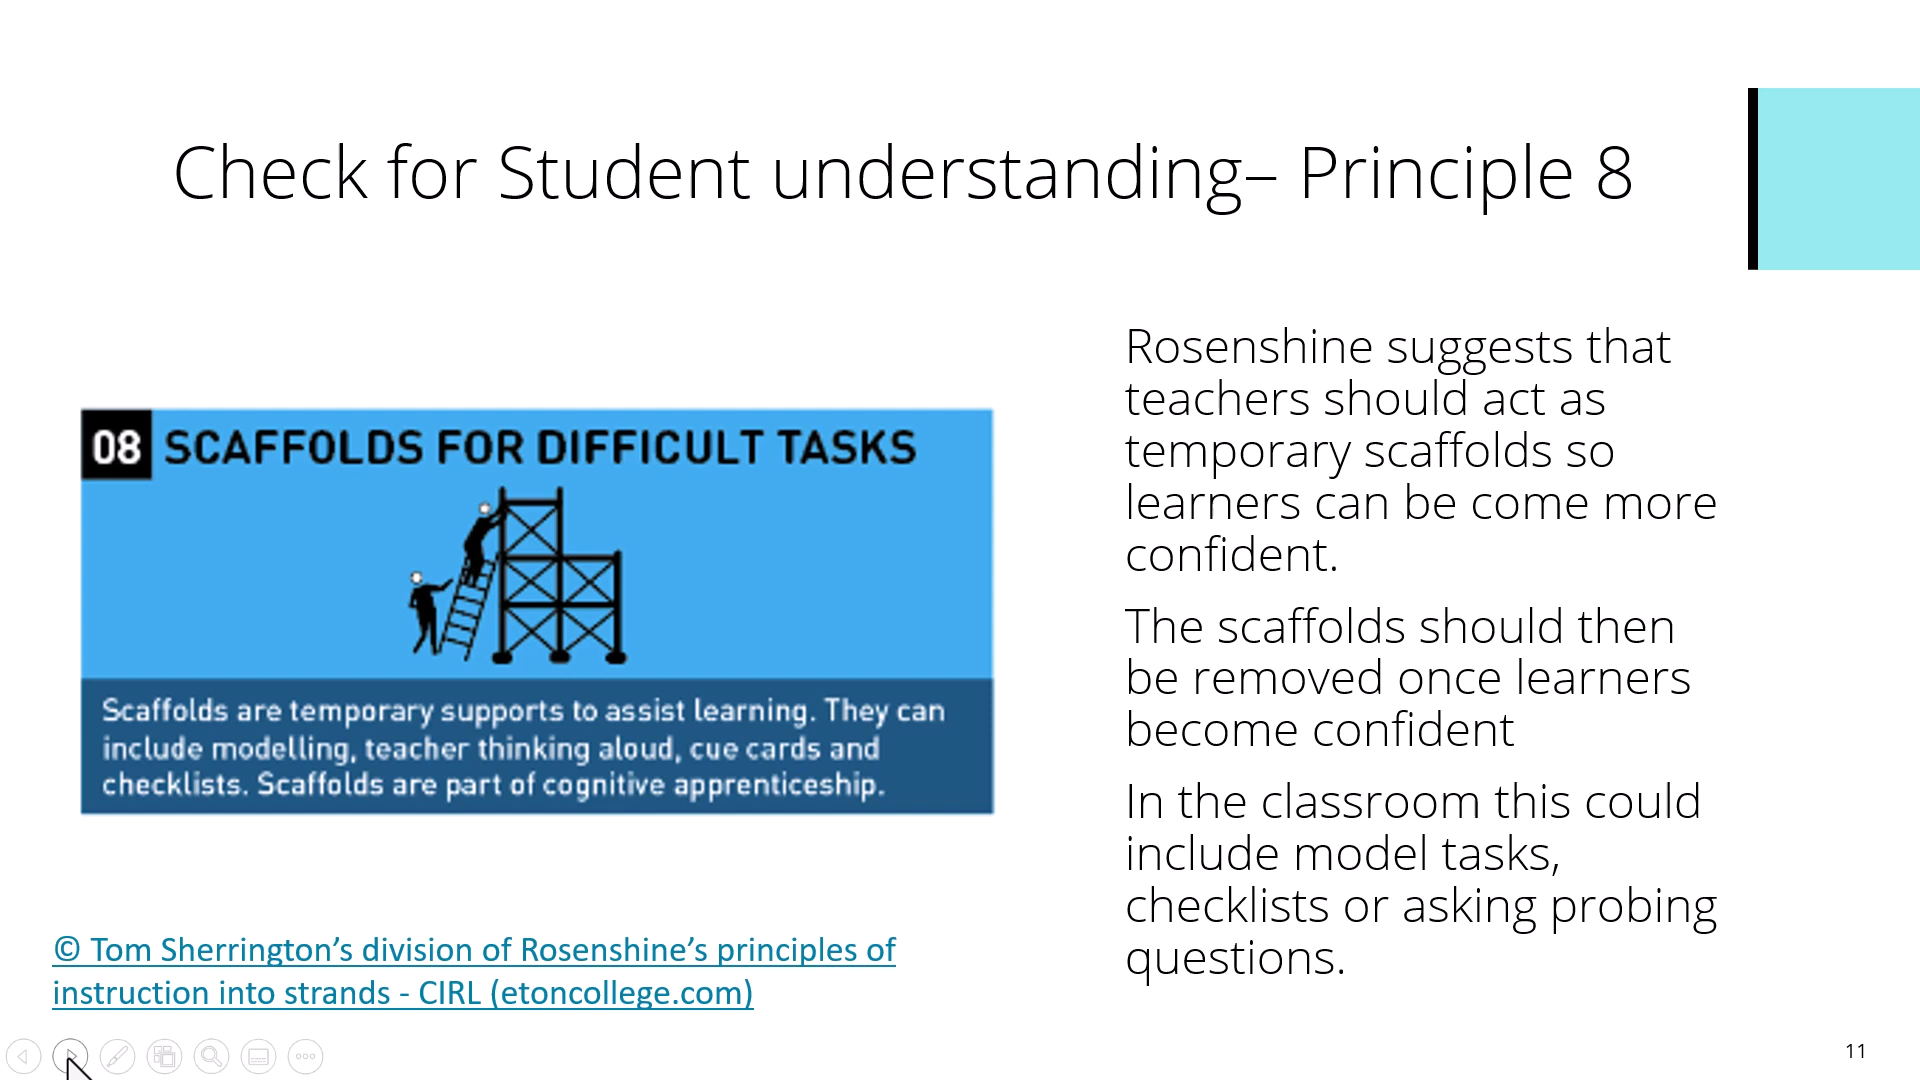 Check for Student understanding– Principle 8
08 SCAFFOLDS FOR DIFFICULT TASKS
Scaffolds are temporary supports to assist learning. They can
include modelling, teacher thinking aloud, cue cards and
checklists. Scaffolds are part of cognitive apprenticeship.
© Tom Sherrington’s division of Rosenshine’s principles of
instruction into strands - CIRL (etoncollege.com)
Rosenshine suggests that
teachers should act as
temporary scaffolds so
learners can be come more
confident.
The scaffolds should then
be removed once learners
become confident
In the classroom this could
include model tasks,
checklists or asking probing
questions.
11